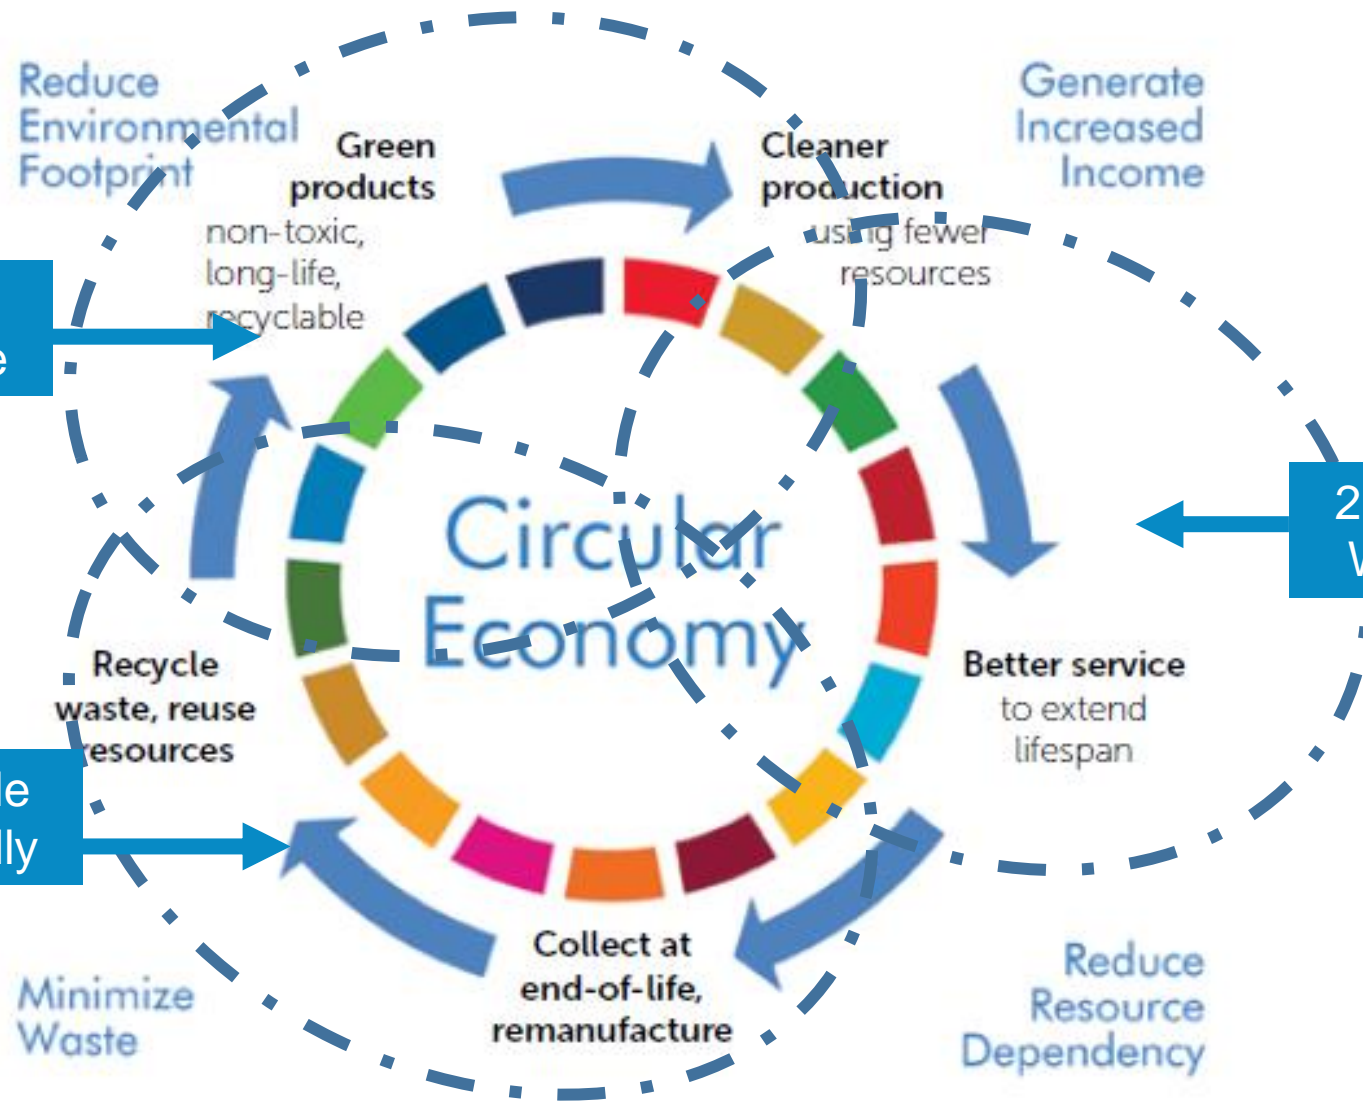 Reduce
Environmental
Footprint
Generate
Increased
Income
Green
products
non-toxic,
long-life,
recyclable
Cleaner
production
using fewer
resources
Circular
Economy
Better service
to extend
lifespan
Recycle
waste, reuse
resources
Collect at
end-of-life,
remanufacture
Minimize
Waste
Reduce
Resource
Dependency
2